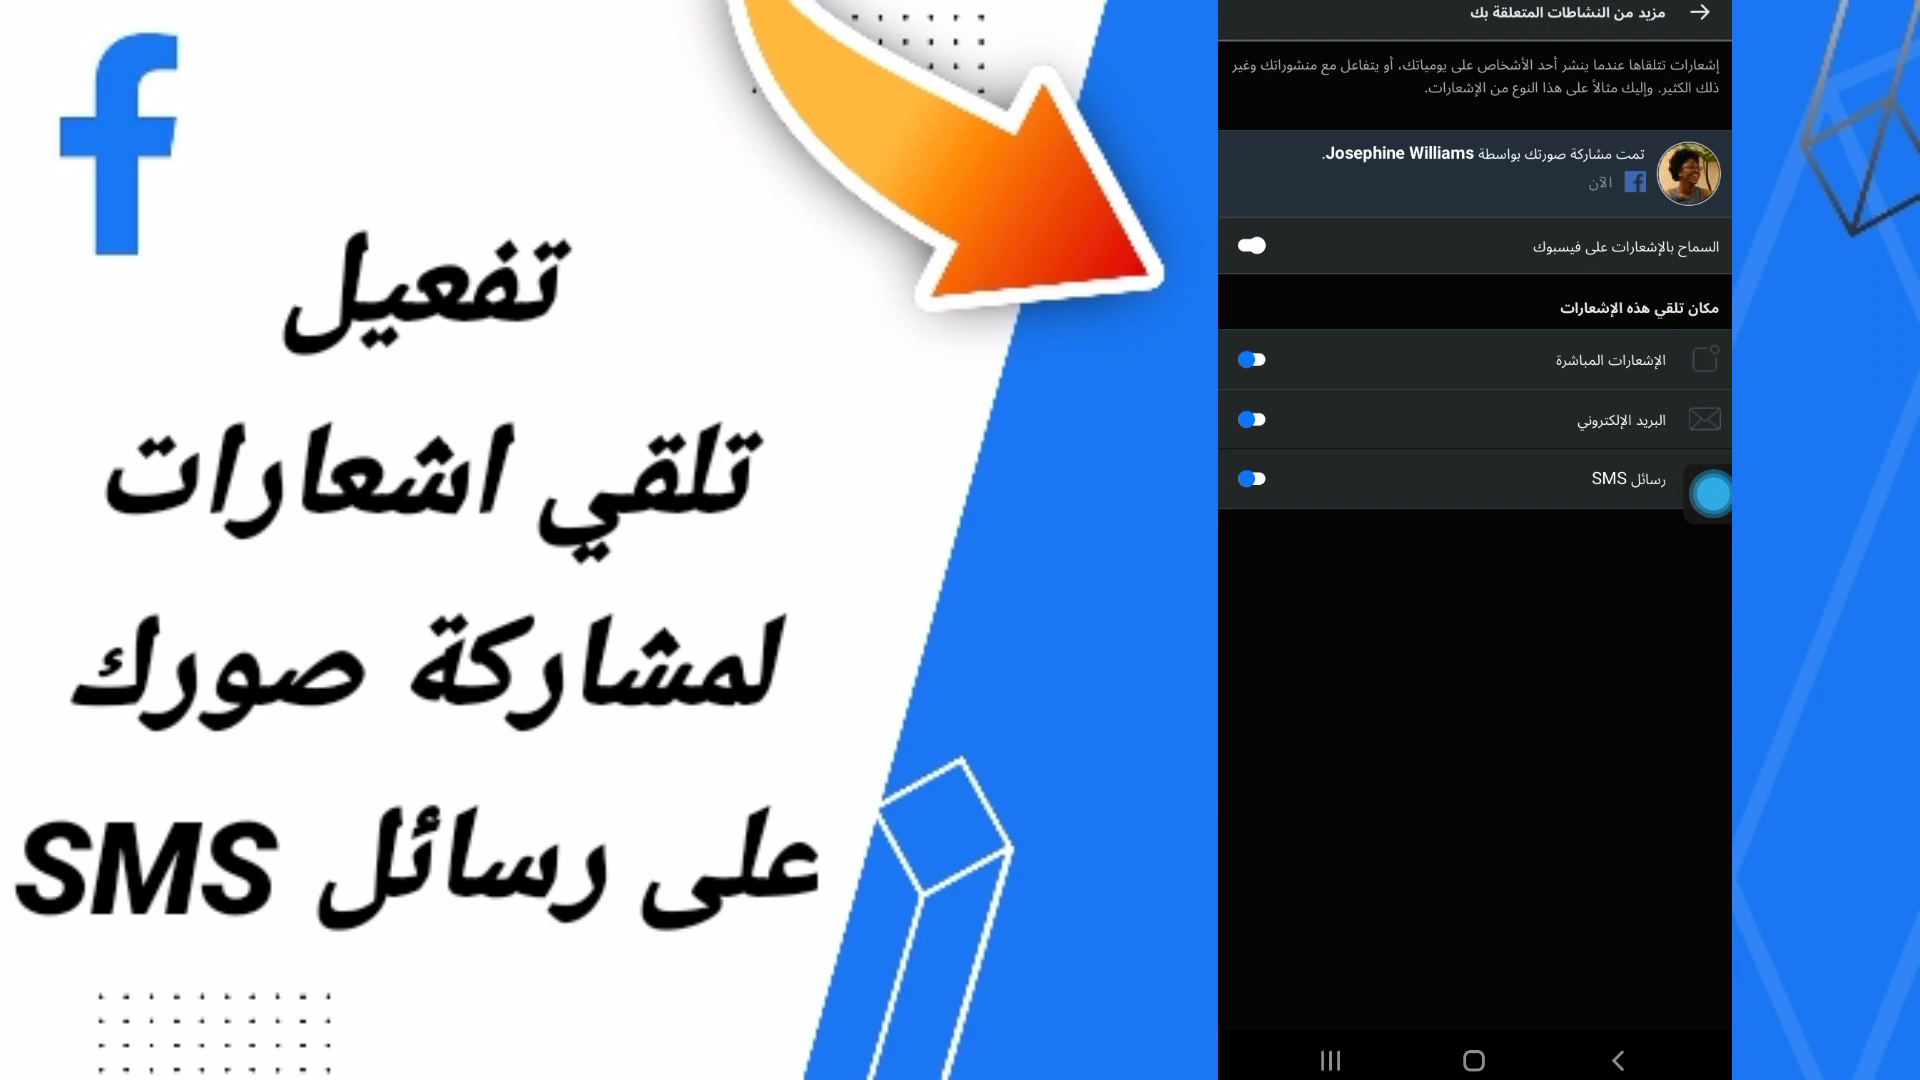 تفعيل
تلقي اشعارات
لمشاركة صورك
على رسائل SMS
مزيد من النشاطات المتعلقة بك
إشعارات تتلقاها عندما ينشر أحد الأشخاص على يومياتك، أو يتفاعل مع منشوراتك وغير
ذلك الكثير. وإليك مثالاً على هذا النوع من الإشعارات.
تمت مشاركة صورتك بواسطة Josephine Williams.
الآن
السماح بالإشعارات على فيسبوك
مكان تلقي هذه الإشعارات
الإشعارات المباشرة
البريد الإلكتروني
رسائل SMS